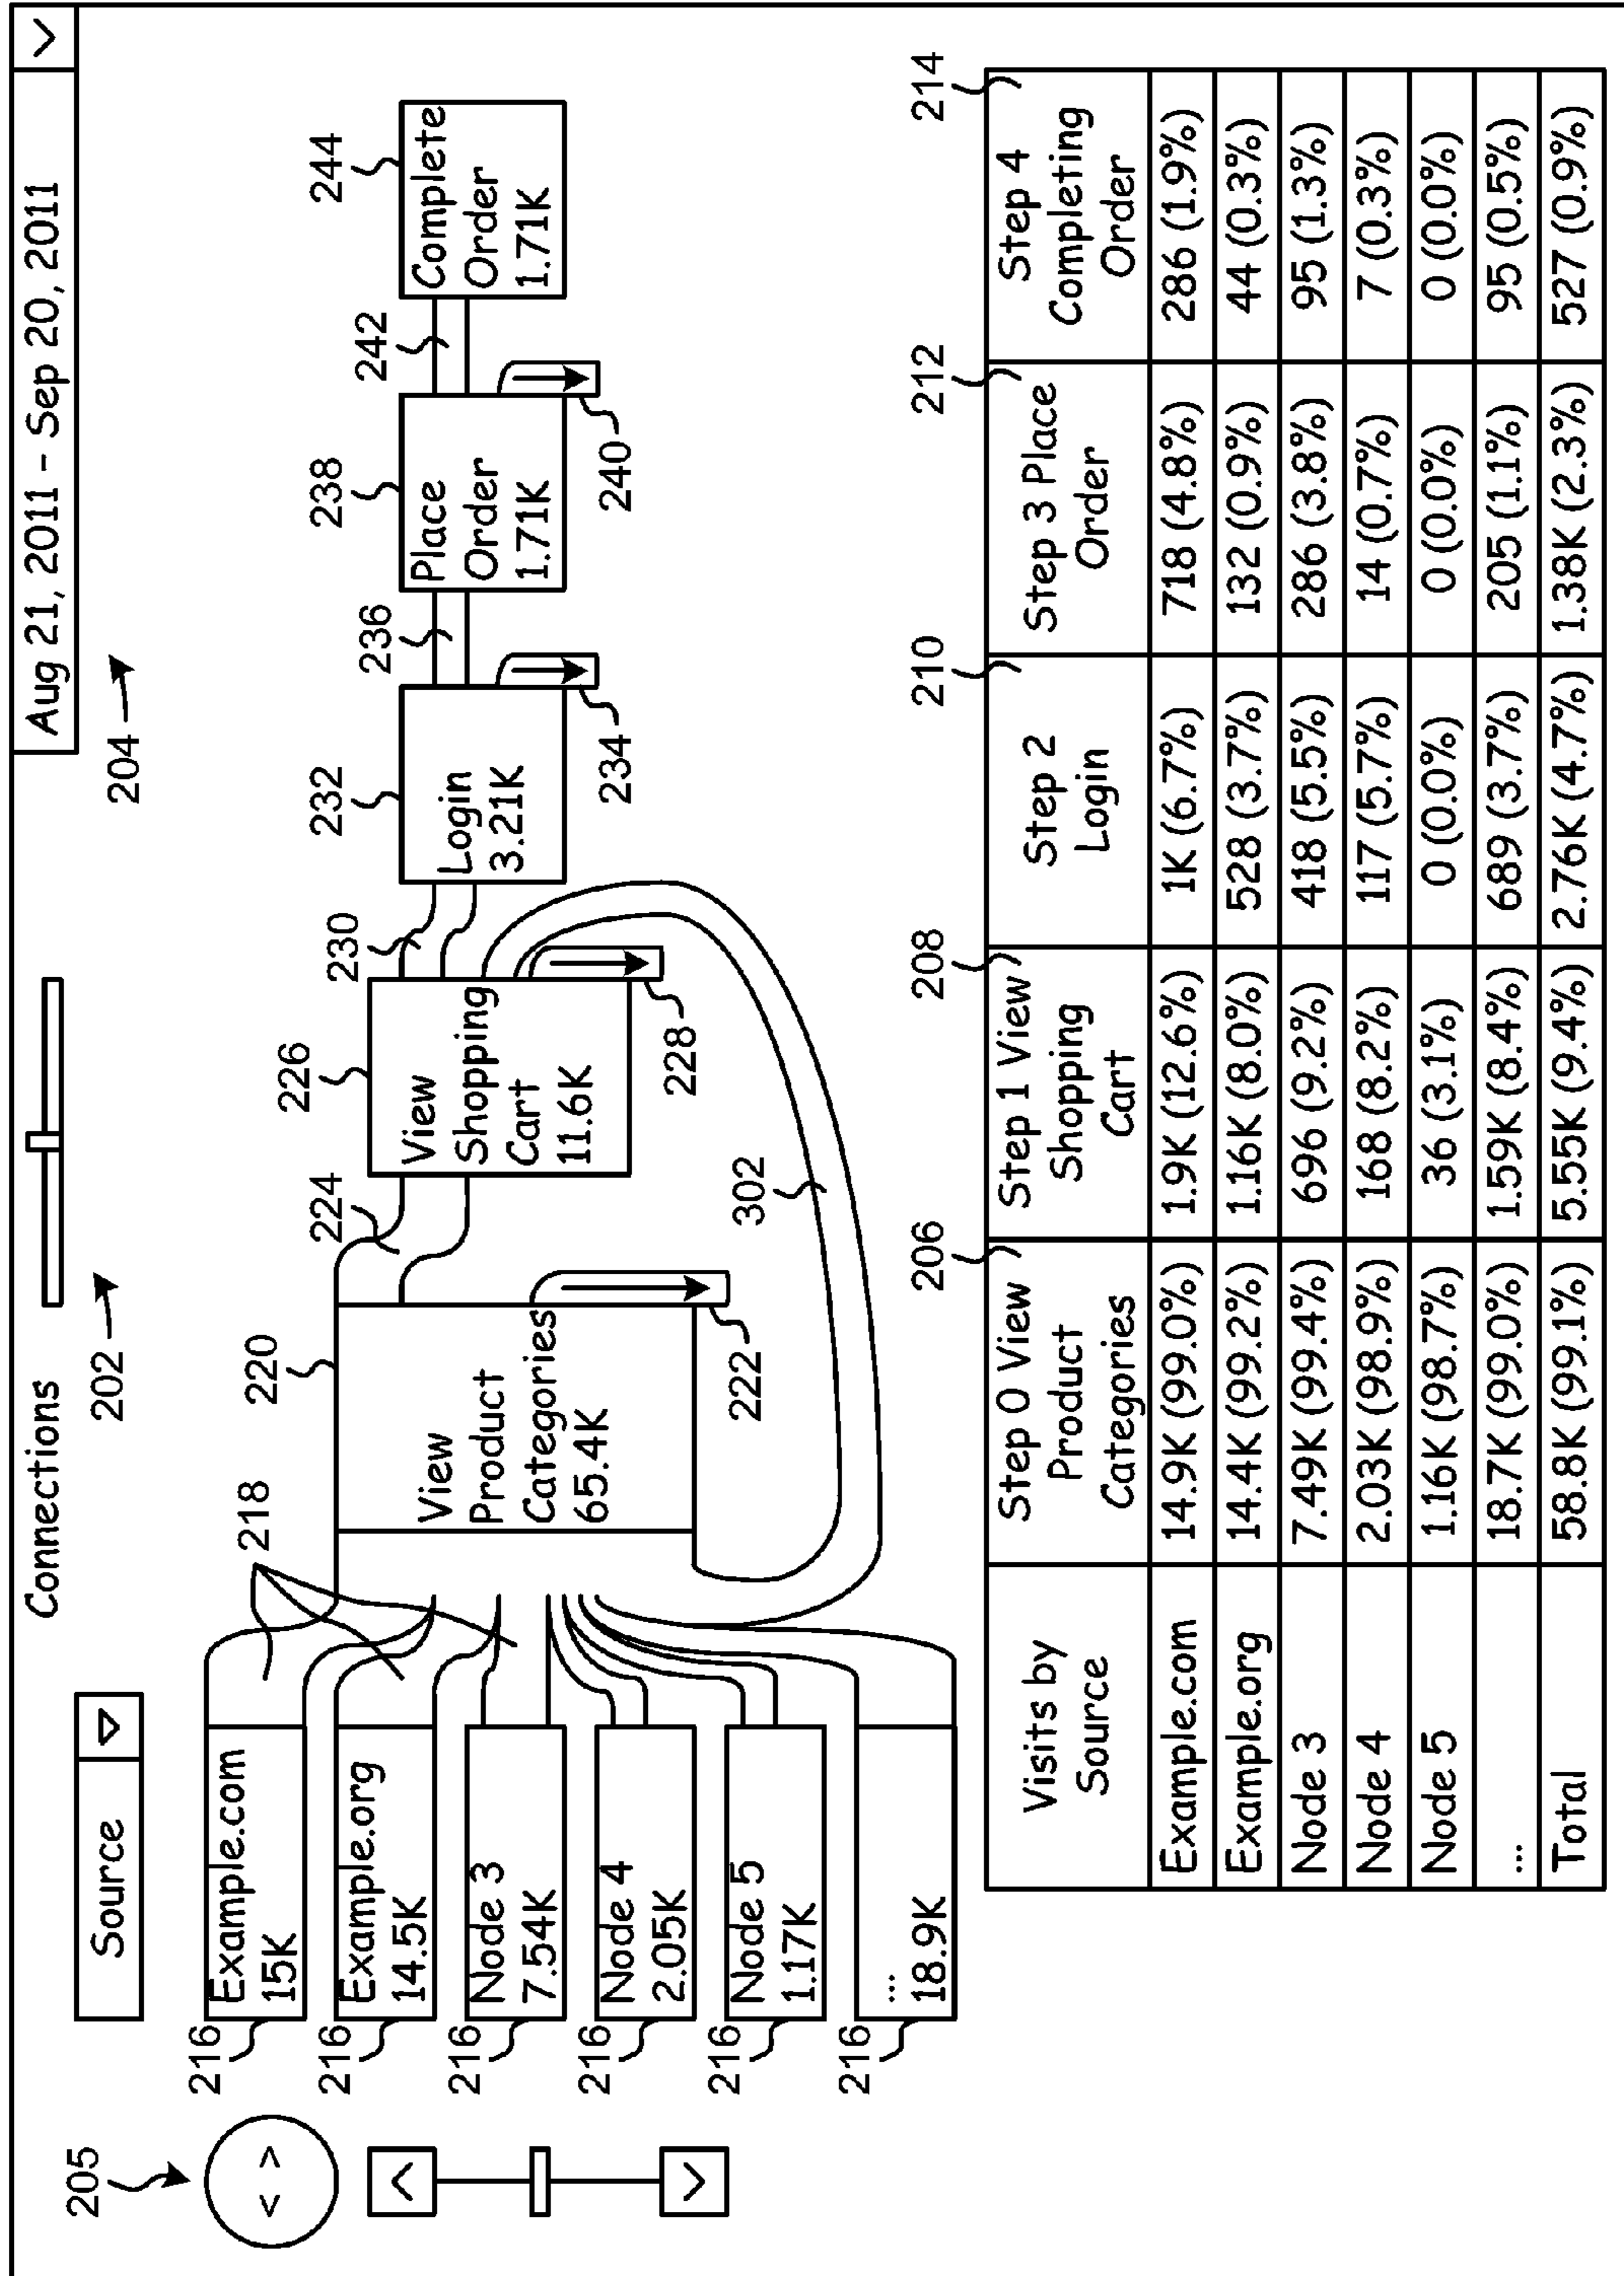 Connections
Aug 21, 2011 - Sep 20, 2011
202
204
205
Source
216
Example.com
15K
216
Example.org
14.5K
216
Node 3
7.54K
216
Node 4
2.05K
216
Node 5
1.17K
216
...
18.9K
218
220
View
Product
Categories
65.4K
222
224
226
View
Shopping
Cart
11.6K
228
302
230
232
Login
3.21K
234
236
238
Place
Order
1.71K
240
242
244
Complete
Order
1.71K
206
208
210
212
214
Visits by
Source
Step 0 View
Product
Categories
Step 1 View
Shopping
Cart
Step 2
Login
Step 3 Place
Order
Step 4
Completing
Order
Example.com 14.9K (99.0%) 1.9K (12.6%) 1K (6.7%) 718 (4.8%) 286 (1.9%)
Example.org 14.4K (99.2%) 1.16K (8.0%) 528 (3.7%) 132 (0.9%) 44 (0.3%)
Node 3 7.49K (99.4%) 696 (9.2%) 418 (5.5%) 286 (3.8%) 95 (1.3%)
Node 4 2.03K (98.9%) 168 (8.2%) 117 (5.7%) 14 (0.7%) 7 (0.3%)
Node 5 1.16K (98.7%) 36 (3.1%) 0 (0.0%) 0 (0.0%) 0 (0.0%)
... 18.7K (99.0%) 1.59K (8.4%) 689 (3.7%) 205 (1.1%) 95 (0.5%)
Total 58.8K (99.1%) 5.55K (9.4%) 2.76K (4.7%) 1.38K (2.3%) 527 (0.9%)